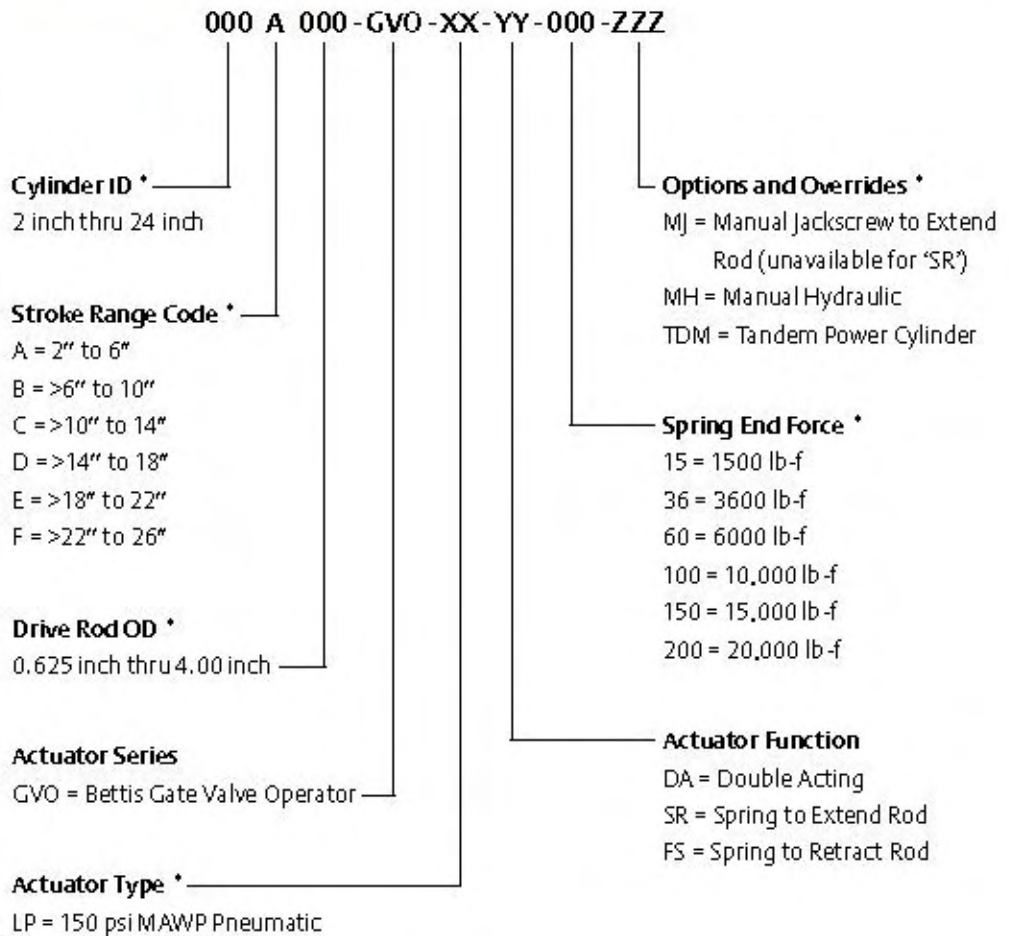 000 A 000-GVO-XX-YY-000-ZZZ
Cylinder ID *
2 inch thru 24 inch
Stroke Range Code *
A = 2" to 6"
B = >6" to 10"
C = >10" to 14"
D = >14" to 18"
E = >18" to 22"
F = >22" to 26"
Drive Rod OD *
0.625 inch thru 4.00 inch
Actuator Series
GVO = Bettis Gate Valve Operator
Actuator Type *
LP = 150 psi MAWP Pneumatic
Options and Overrides *
MJ = Manual Jackscrew to Extend
Rod (unavailable for ‘SR’)
MH = Manual Hydraulic
TDM = Tandem Power Cylinder
Spring End Force *
15 = 1500 lb-f
36 = 3600 lb-f
60 = 6000 lb-f
100 = 10,000 lb-f
150 = 15,000 lb-f
200 = 20,000 lb-f
Actuator Function
DA = Double Acting
SR = Spring to Extend Rod
FS = Spring to Retract Rod